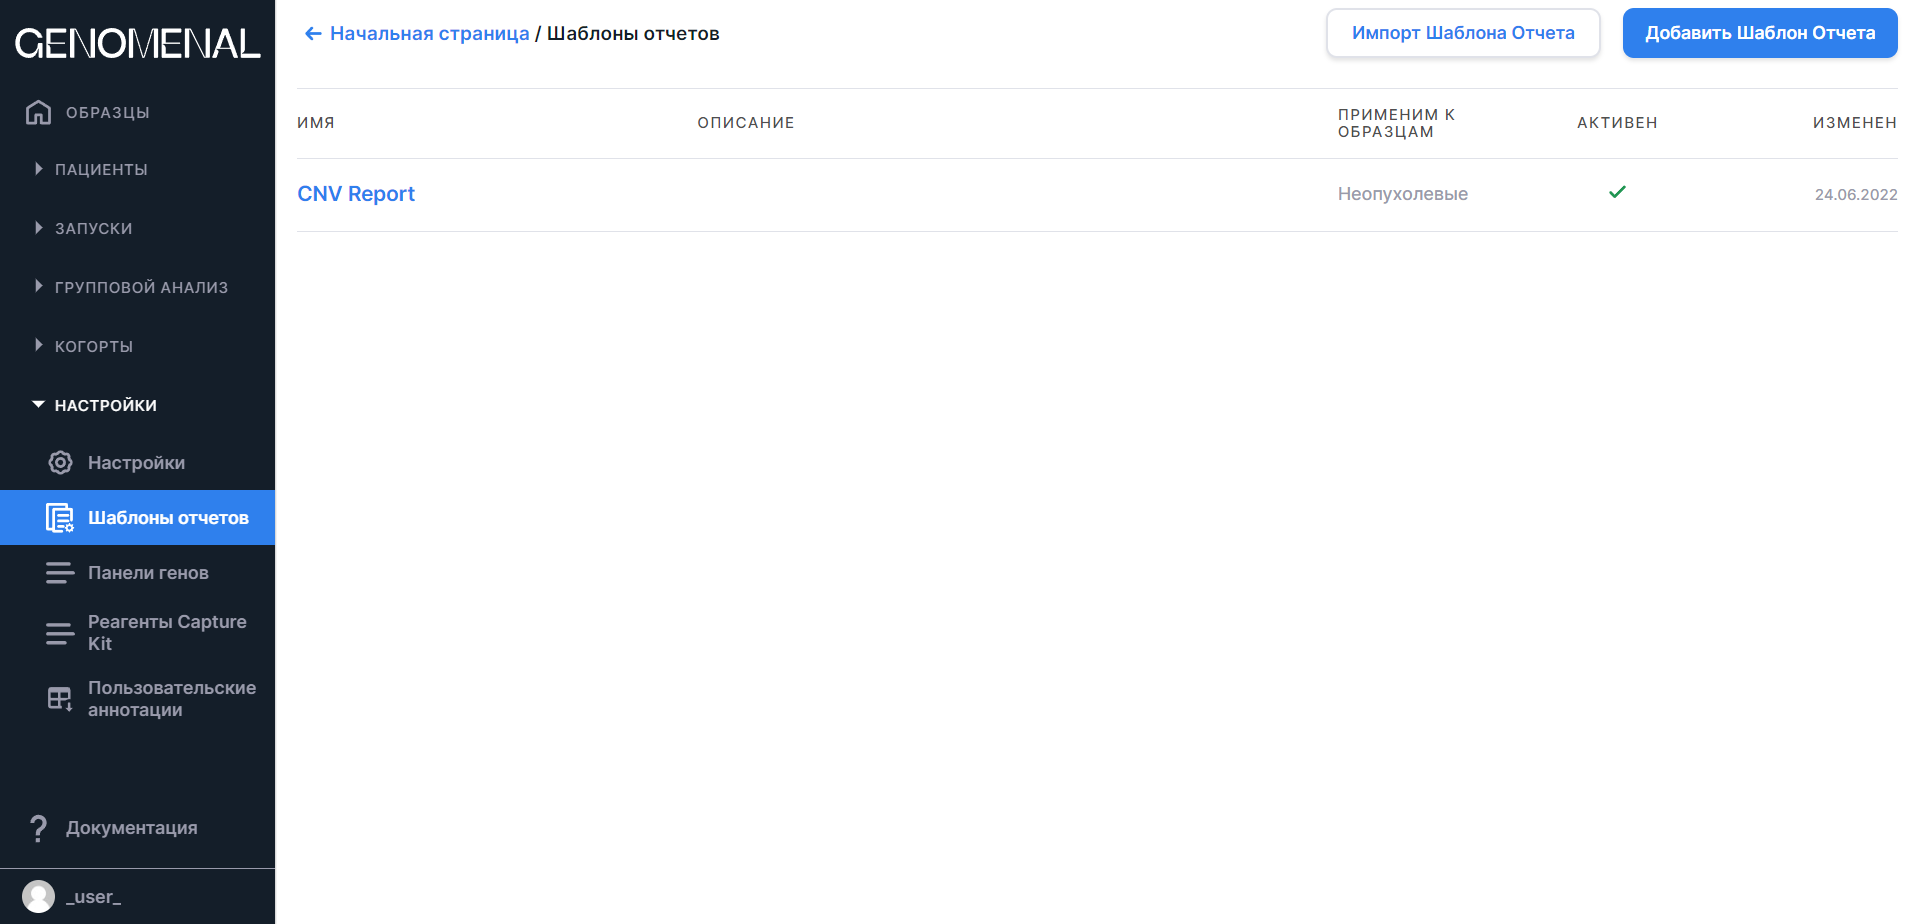 GENOMENAL
ОБРАЗЦЫ
ПАЦИЕНТЫ
ЗАПУСКИ
ГРУППОВОЙ АНАЛИЗ
КОГОРТЫ
НАСТРОЙКИ
Настройки
Шаблоны отчетов
Панели генов
Реагенты Capture
Kit
Пользовательские
аннотации
Документация
_user_
← Начальная страница / Шаблоны отчетов
Импорт Шаблона Отчета
Добавить Шаблон Отчета
ИМЯ
ОПИСАНИЕ
ПРИМЕНИМ К
ОБРАЗЦАМ
АКТИВЕН
ИЗМЕНЕН
CNV Report
Неопухолевые
24.06.2022